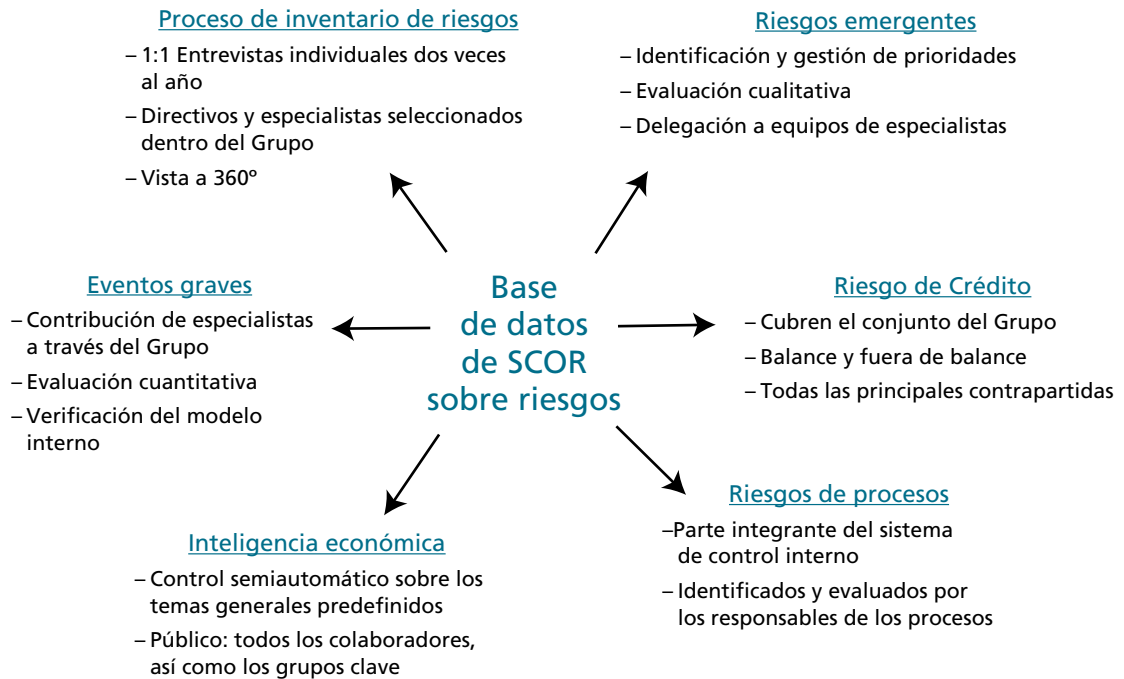 Proceso de inventario de riesgos
– 1:1 Entrevistas individuales dos veces
al año
– Directivos y especialistas seleccionados
dentro del Grupo
– Vista a 360º
Riesgos emergentes
– Identificación y gestión de prioridades
– Evaluación cualitativa
– Delegación a equipos de especialistas
Eventos graves
– Contribución de especialistas
a través del Grupo
– Evaluación cuantitativa
– Verificación del modelo
interno
Base
de datos
de SCOR
sobre riesgos
Riesgo de Crédito
– Cubren el conjunto del Grupo
– Balance y fuera de balance
– Todas las principales contrapartidas
Inteligencia económica
– Control semiautomático sobre los
temas generales predefinidos
– Público: todos los colaboradores,
así como los grupos clave
Riesgos de procesos
–Parte integrante del sistema
de control interno
– Identificados y evaluados por
los responsables de los procesos